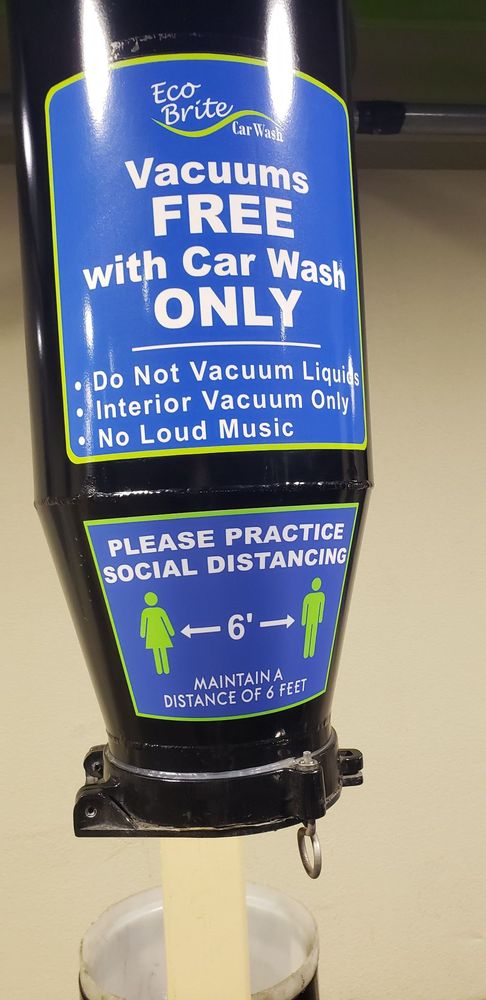 Eco
Brite
Car Wash
Vacuums
FREE
with Car Wash
ONLY
• Do Not Vacuum Liquids
• Interior Vacuum Only
• No Loud Music
PLEASE PRACTICE
SOCIAL DISTANCING
6'
MAINTAIN A
DISTANCE OF 6 FEET